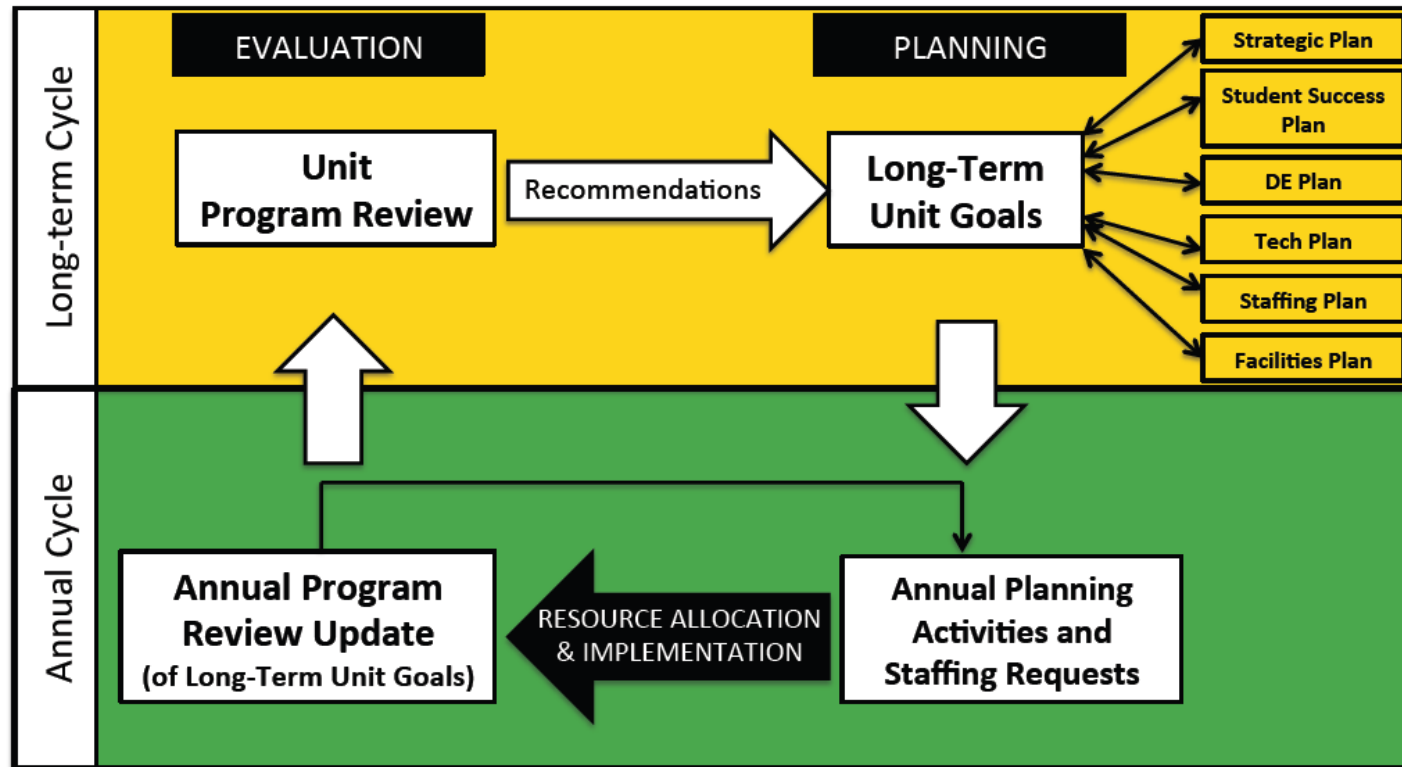 EVALUATION
PLANNING
Long-term Cycle
Unit
Program Review
Recommendations
Long-Term
Unit Goals
Strategic Plan
Student Success
Plan
DE Plan
Tech Plan
Staffing Plan
Facilities Plan
Annual Cycle
Annual Program
Review Update
(of Long-Term Unit Goals)
RESOURCE ALLOCATION
& IMPLEMENTATION
Annual Planning
Activities and
Staffing Requests